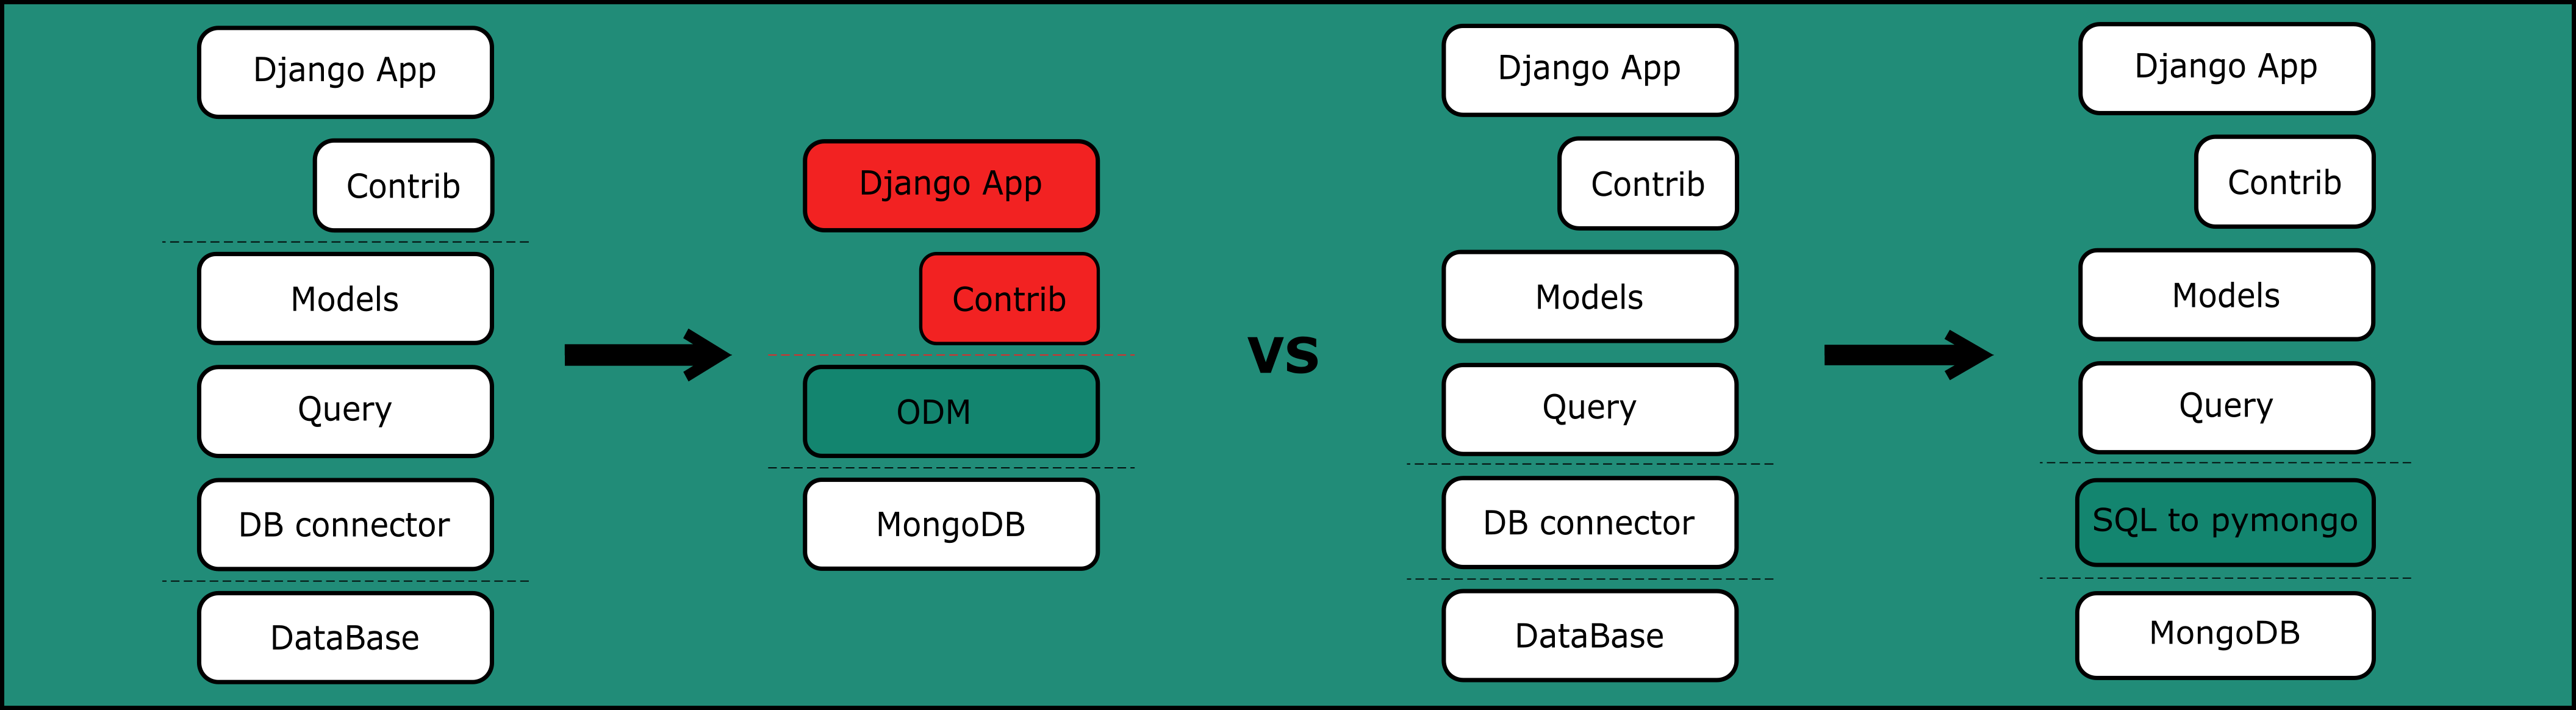 Django App
Contrib
Models
Query
DB connector
DataBase
Django App
Contrib
ODM
MongoDB
vs
Django App
Contrib
Models
Query
DB connector
DataBase
Django App
Contrib
Models
Query
SQL to pymongo
MongoDB